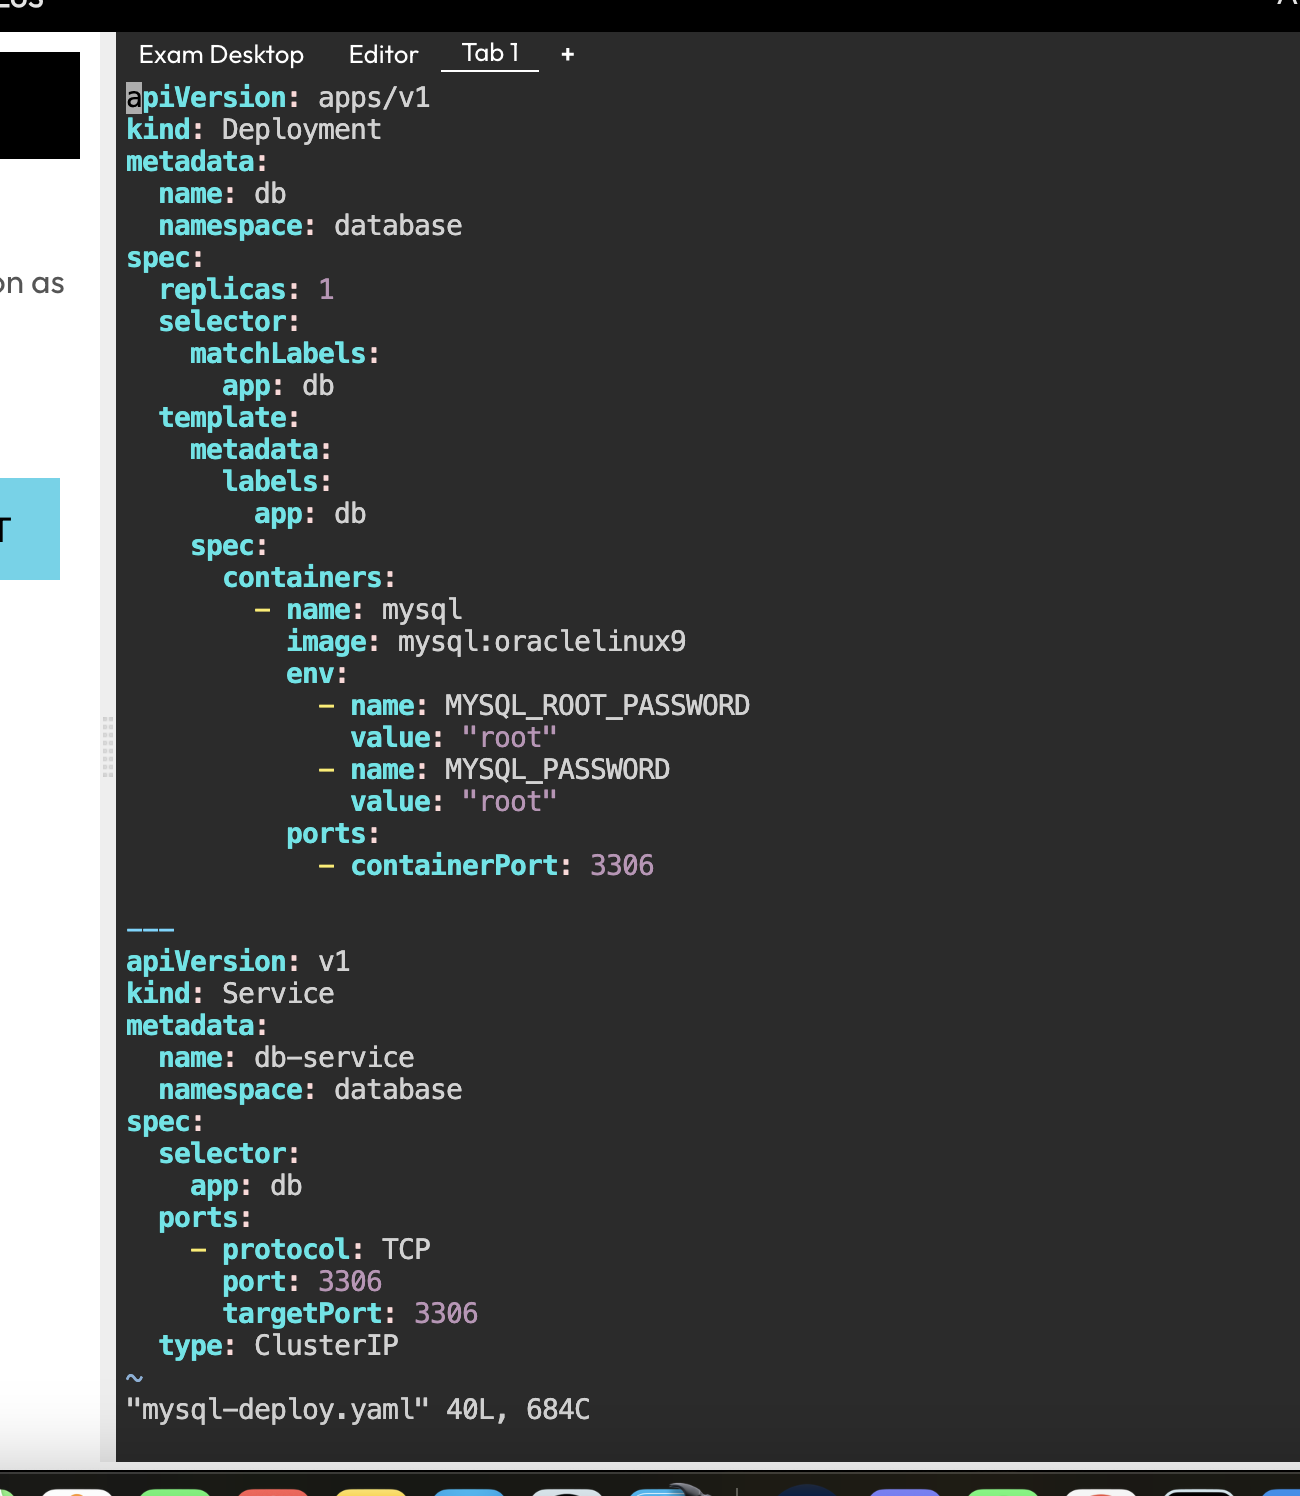 Exam Desktop Editor Tab 1 +
on as
T
apiVersion: apps/v1
kind: Deployment
metadata:
  name: db
  namespace: database
spec:
  replicas: 1
  selector:
    matchLabels:
      app: db
  template:
    metadata:
      labels:
        app: db
    spec:
      containers:
        - name: mysql
          image: mysql:oraclelinux9
          env:
            - name: MYSQL_ROOT_PASSWORD
              value: "root"
            - name: MYSQL_PASSWORD
              value: "root"
          ports:
            - containerPort: 3306

---
apiVersion: v1
kind: Service
metadata:
  name: db-service
  namespace: database
spec:
  selector:
    app: db
  ports:
    - protocol: TCP
      port: 3306
      targetPort: 3306
  type: ClusterIP
~
"mysql-deploy.yaml" 40L, 684C